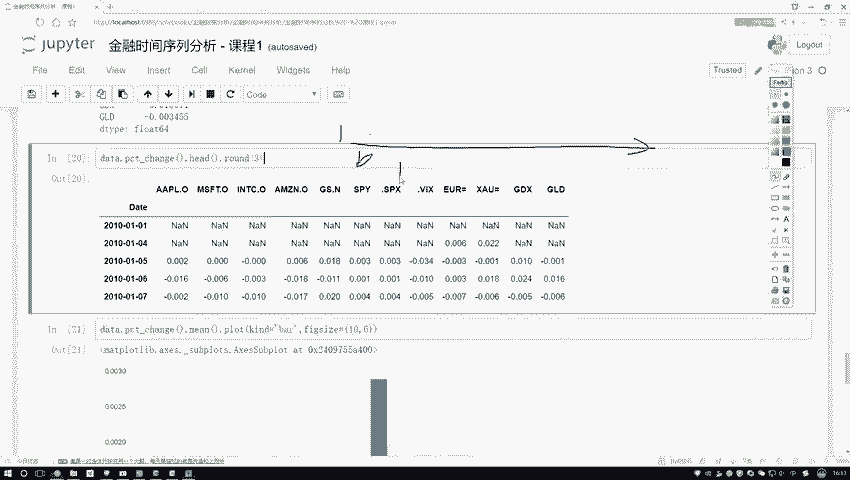 jupyter 金融时间序列分析 - 课程1 (autosaved)
Logout
File Edit View Insert Cell Kernel Widgets Help
Trusted
Code
GLD -0.003455
dtype: float64
In [20]: data.pct_change().head().round(3)
Out[20]:
AAPL.O MSFT.O INTC.O AMZN.O GS.N SPY .SPX .VIX EUR= XAU= GDX GLD
Date
2010-01-01 NaN NaN NaN NaN NaN NaN NaN NaN NaN NaN NaN NaN
2010-01-04 NaN NaN NaN NaN NaN NaN NaN NaN 0.006 0.022 NaN NaN
2010-01-05 0.002 0.000 -0.000 0.006 0.018 0.003 0.003 -0.034 -0.003 -0.001 0.010 -0.001
2010-01-06 -0.016 -0.006 -0.003 -0.018 -0.011 0.001 0.001 -0.010 0.003 0.018 0.024 0.016
2010-01-07 -0.002 -0.010 -0.010 -0.017 0.020 0.004 0.004 -0.005 -0.007 -0.005 -0.005 -0.006
In [21]: data.pct_change().mean().plot(kind="bar",figsize=(10,6))
Out[21]: <matplotlib.axes._subplots.AxesSubplot at 0x2409755a400>
0.0030
0.0025
0.0020